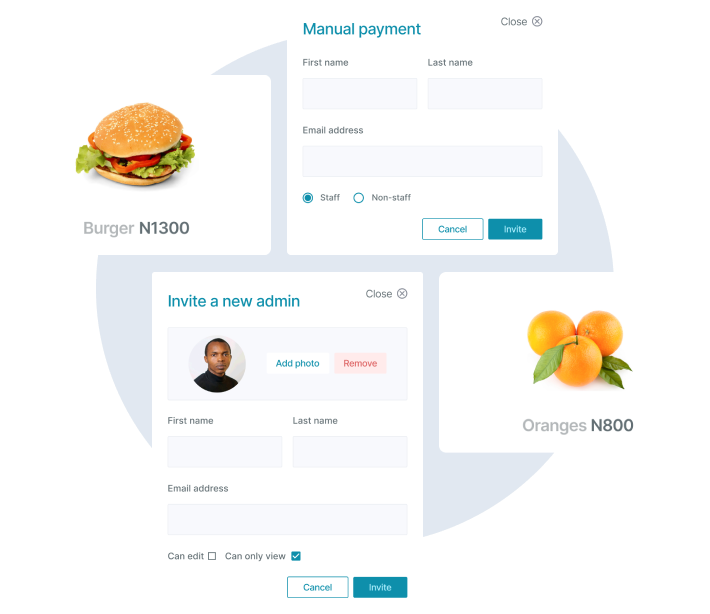 Manual payment
Close
First name
Last name
Email address
Staff
Non-staff
Cancel
Invite
Burger N1300
Invite a new admin
Close
Add photo
Remove
First name
Last name
Email address
Can edit
Can only view
Cancel
Invite
Oranges N800